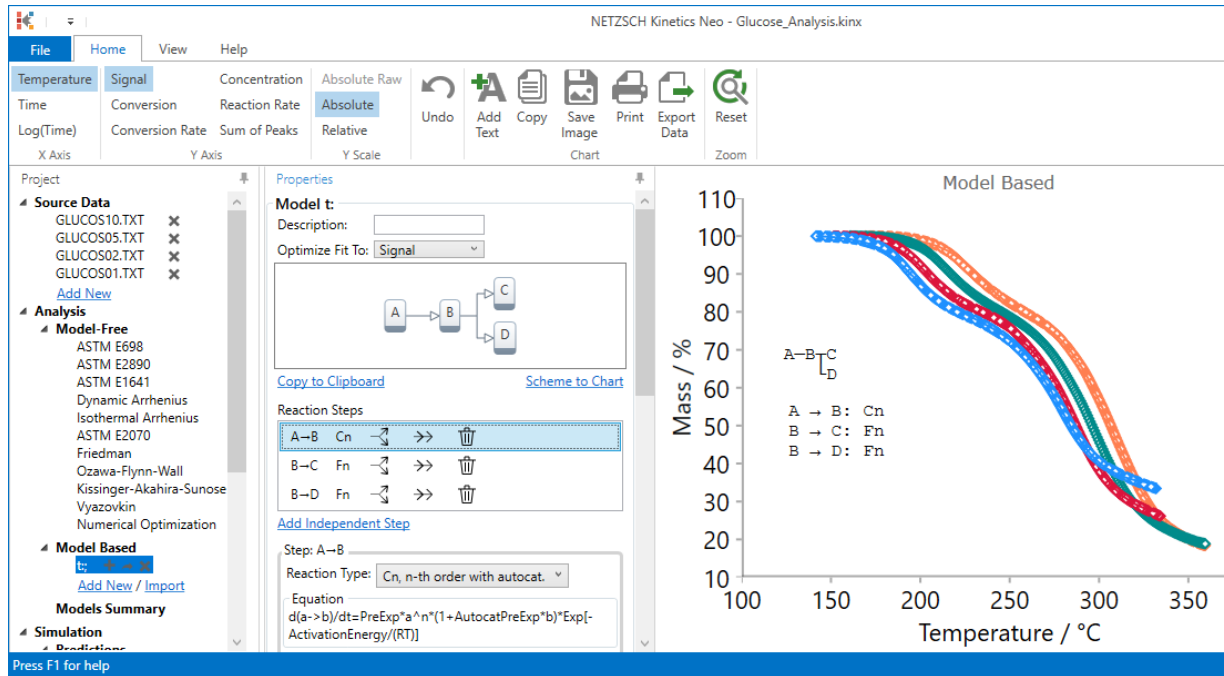 NETZSCH Kinetics Neo - Glucose_Analysis.kinx
File Home View Help
Temperature Signal Concentration Absolute Raw
Time Conversion Reaction Rate Absolute
Log(Time) Conversion Rate Sum of Peaks Relative
Undo Add Text Copy Save Image Print Export Data Reset
X Axis Y Axis Y Scale Chart Zoom
Project
Source Data
GLUCOS10.TXT
GLUCOS05.TXT
GLUCOS02.TXT
GLUCOS01.TXT
Add New
Analysis
Model-Free
ASTM E698
ASTM E2890
ASTM E1641
Dynamic Arrhenius
Isothermal Arrhenius
ASTM E2070
Friedman
Ozawa-Flynn-Wall
Kissinger-Akahira-Sunose
Vyazovkin
Numerical Optimization
Model Based
t:
Add New / Import
Models Summary
Simulation
Predictions
Properties
Model t:
Description:
Optimize Fit To: Signal
A B C
D
Copy to Clipboard Scheme to Chart
Reaction Steps
A→B Cn
B→C Fn
B→D Fn
Add Independent Step
Step: A→B
Reaction Type: Cn, n-th order with autocat.
Equation
d(a->b)/dt=PreExp*a^n*(1+AutocatPreExp*b)*Exp[-
ActivationEnergy/(RT)]
Model Based
110
100
90
80
70
60
50
40
30
20
10
Mass / %
A─B C
D
A → B: Cn
B → C: Fn
B → D: Fn
100 150 200 250 300 350
Temperature / °C
Press F1 for help